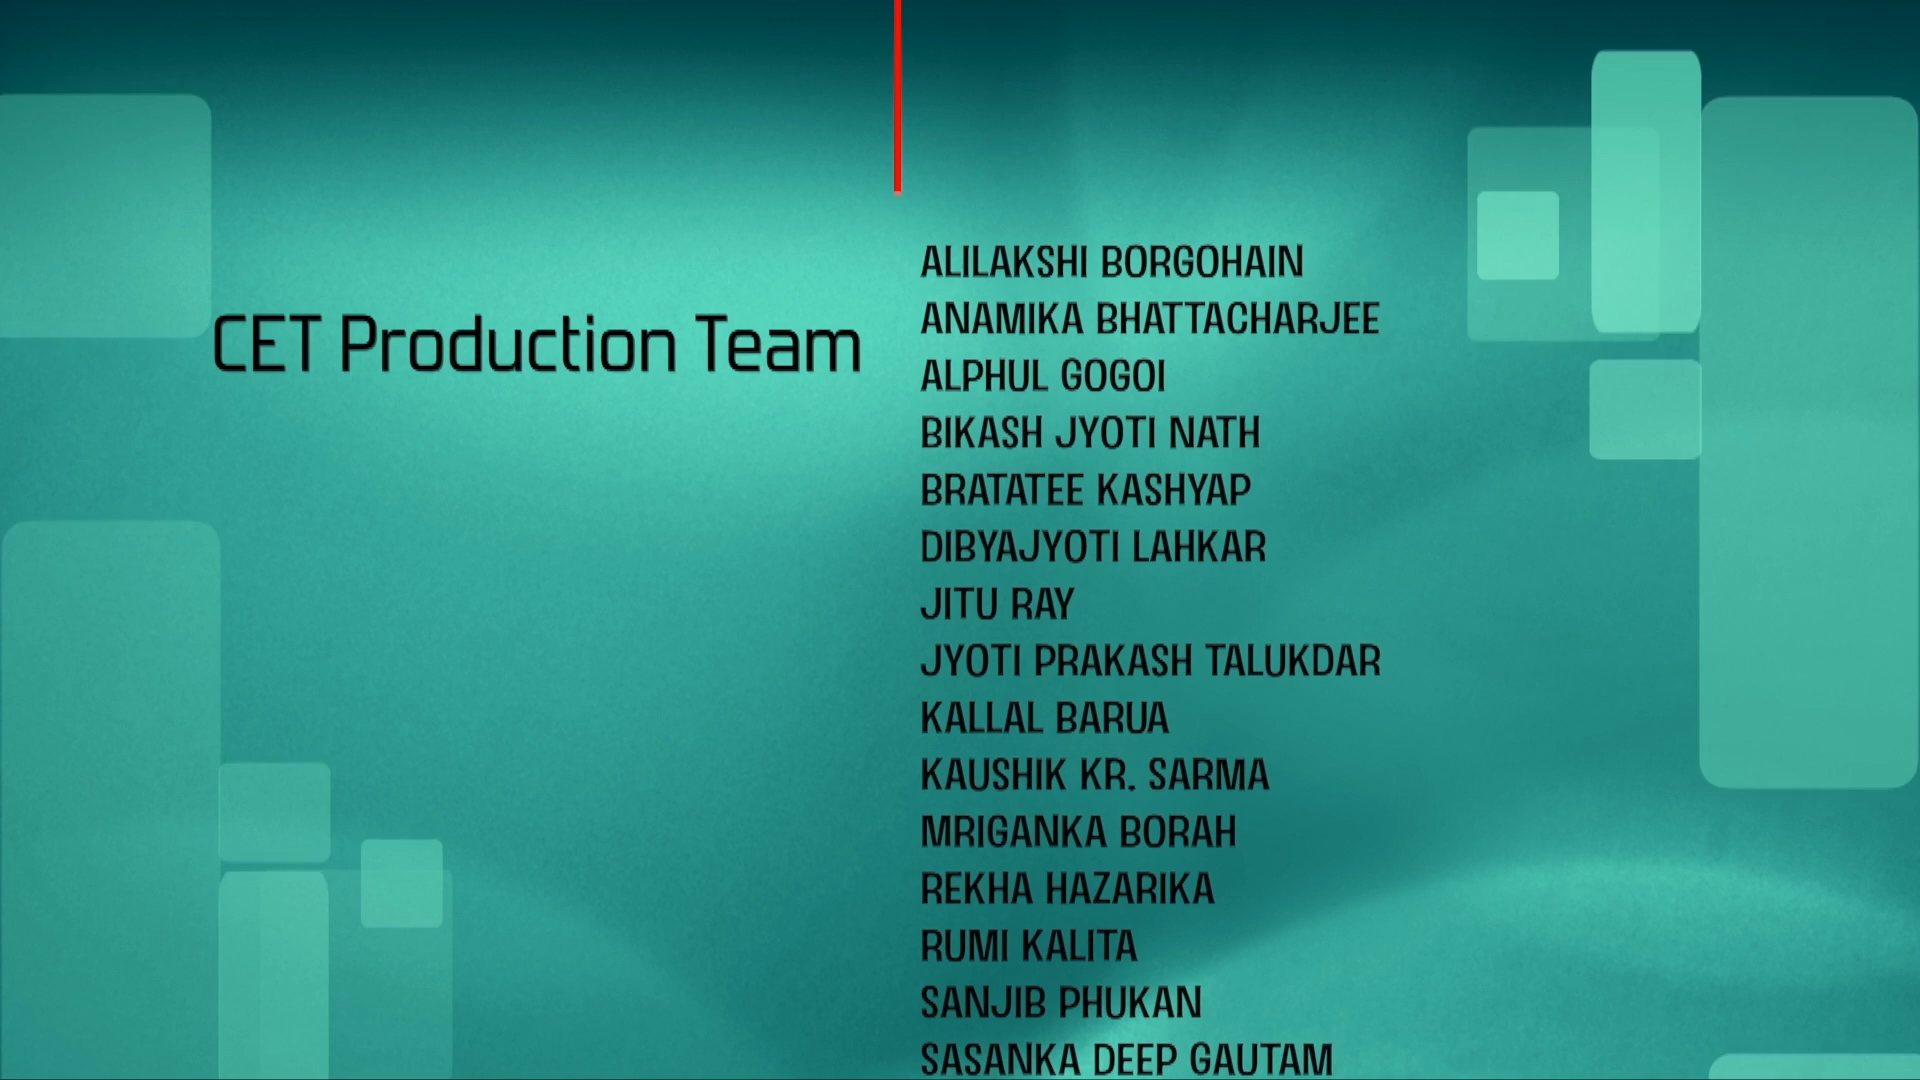 CET Production Team
ALILAKSHI BORGOHAIN
ANAMIKA BHATTACHARJEE
ALPHUL GOGOI
BIKASH JYOTI NATH
BRATATEE KASHYAP
DIBYAJYOTI LAHKAR
JITU RAY
JYOTI PRAKASH TALUKDAR
KALLAL BARUA
KAUSHIK KR. SARMA
MRIGANKA BORAH
REKHA HAZARIKA
RUMI KALITA
SANJIB PHUKAN
SASANKA DEEP GAUTAM